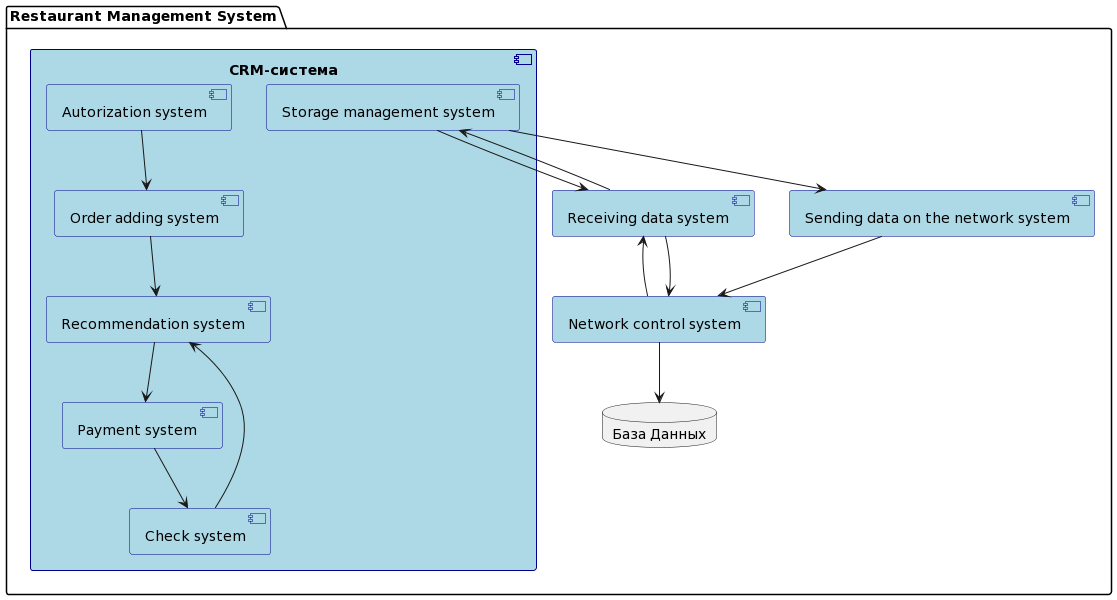 Restaurant Management System
CRM-система
Autorization system
Storage management system
Order adding system
Receiving data system
Sending data on the network system
Recommendation system
Network control system
Payment system
База Данных
Check system